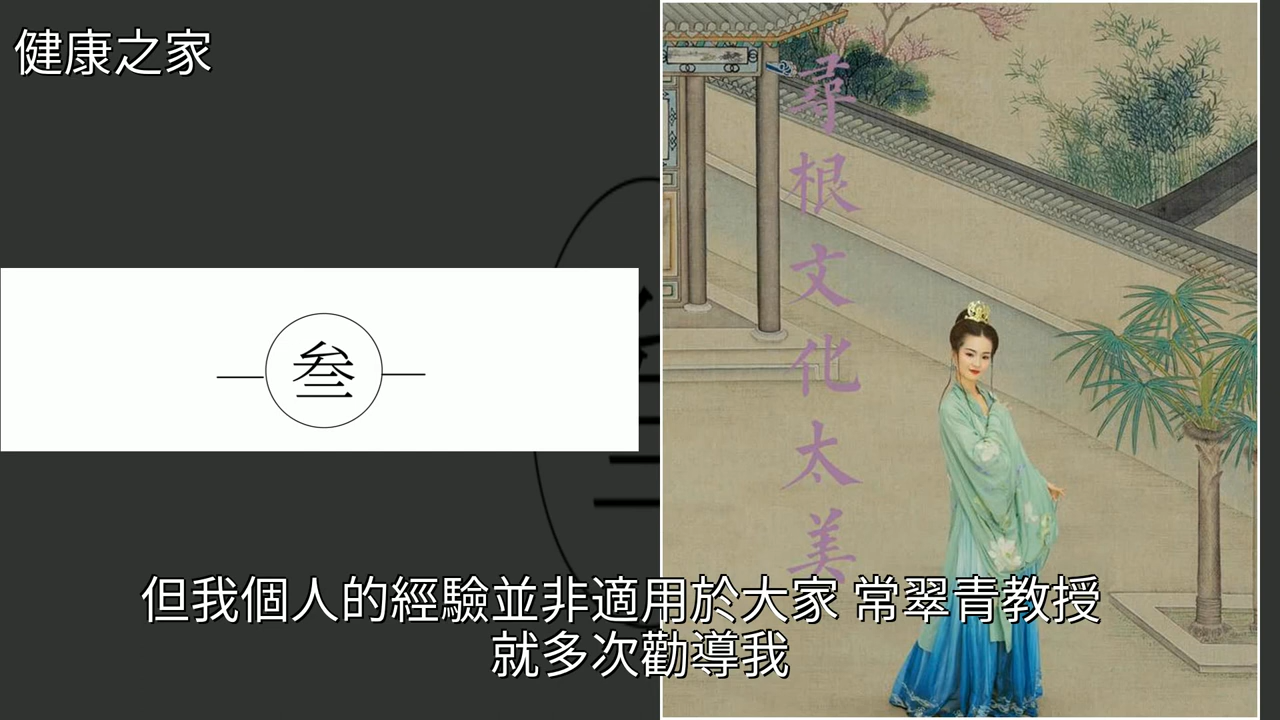 健康之家
叁
尋根文化太美
但我個人的經驗並非適用於大家 常翠青教授
就多次勸導我